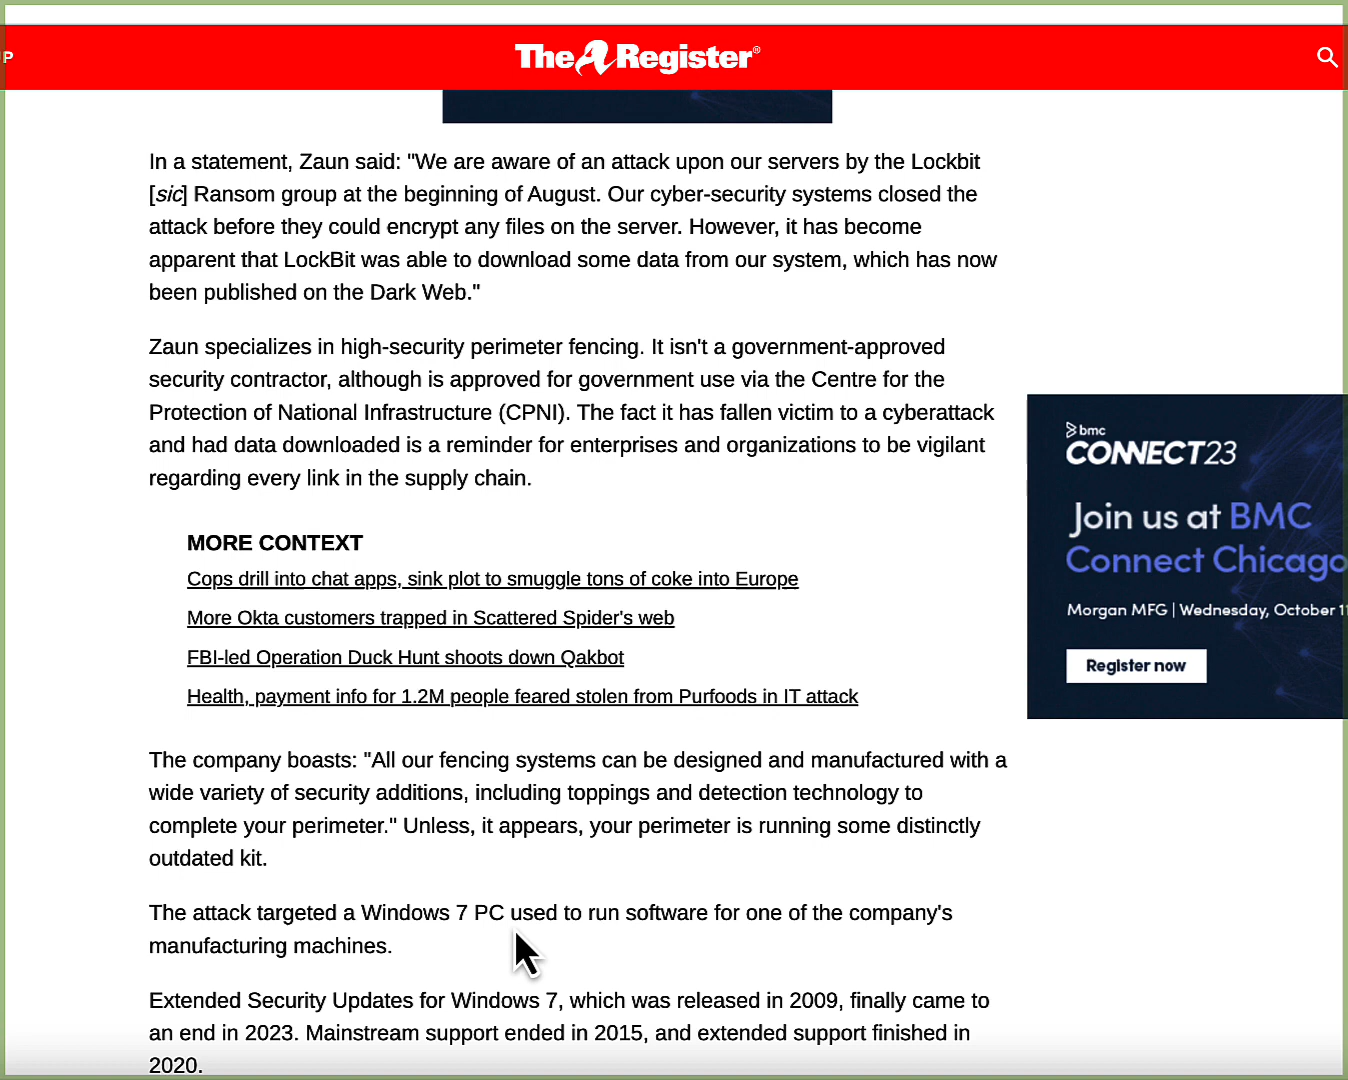 P
The Register®
In a statement, Zaun said: "We are aware of an attack upon our servers by the Lockbit
[sic] Ransom group at the beginning of August. Our cyber-security systems closed the
attack before they could encrypt any files on the server. However, it has become
apparent that LockBit was able to download some data from our system, which has now
been published on the Dark Web."
Zaun specializes in high-security perimeter fencing. It isn't a government-approved
security contractor, although is approved for government use via the Centre for the
Protection of National Infrastructure (CPNI). The fact it has fallen victim to a cyberattack
and had data downloaded is a reminder for enterprises and organizations to be vigilant
regarding every link in the supply chain.
bmc
CONNECT23
Join us at BMC
Connect Chicago
Morgan MFG | Wednesday, October 11
Register now
MORE CONTEXT
Cops drill into chat apps, sink plot to smuggle tons of coke into Europe
More Okta customers trapped in Scattered Spider's web
FBI-led Operation Duck Hunt shoots down Qakbot
Health, payment info for 1.2M people feared stolen from Purfoods in IT attack
The company boasts: "All our fencing systems can be designed and manufactured with a
wide variety of security additions, including toppings and detection technology to
complete your perimeter." Unless, it appears, your perimeter is running some distinctly
outdated kit.
The attack targeted a Windows 7 PC used to run software for one of the company's
manufacturing machines.
Extended Security Updates for Windows 7, which was released in 2009, finally came to
an end in 2023. Mainstream support ended in 2015, and extended support finished in
2020.